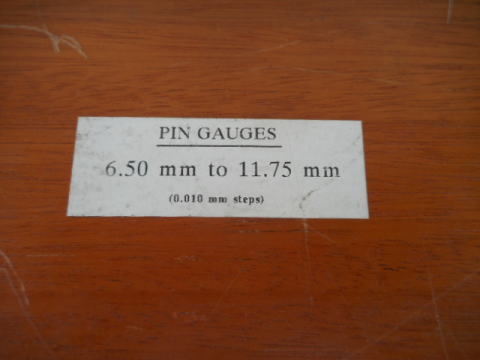 PIN GAUGES
6.50 mm to 11.75 mm
(0.010 mm steps)